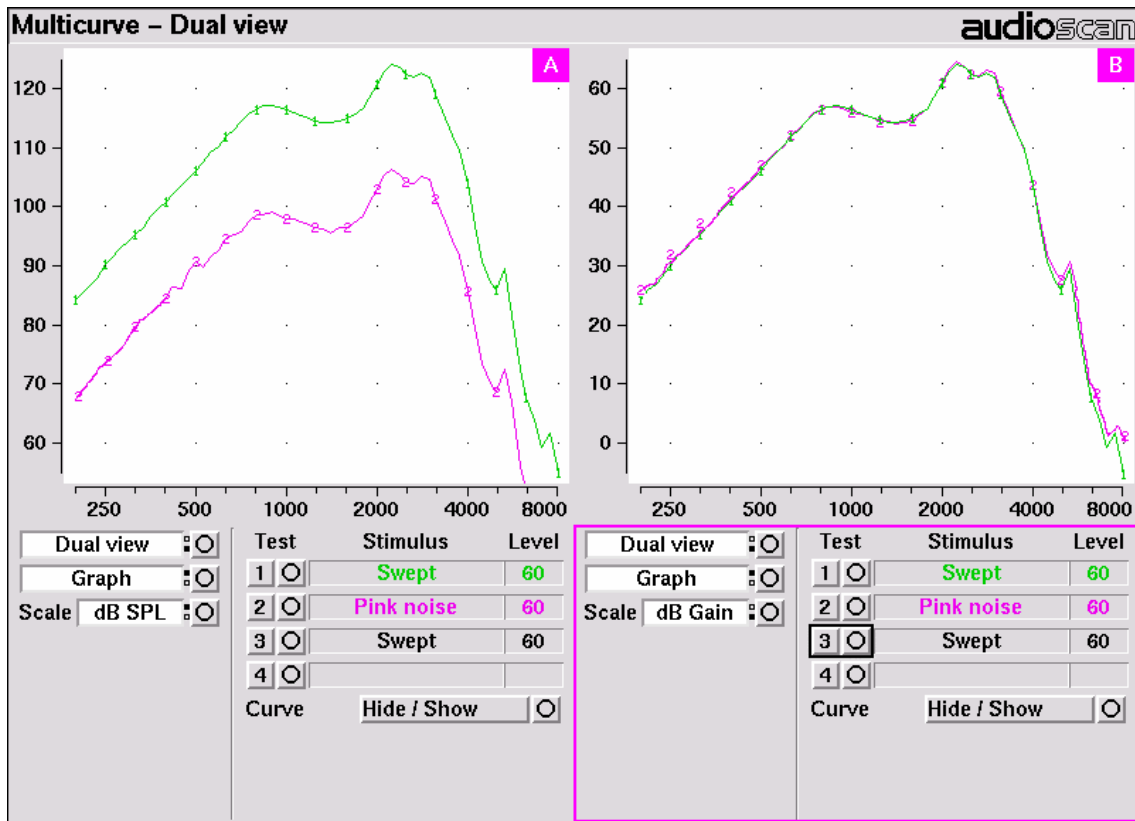 Multicurve – Dual view
audioscan
A
120
110
100
90
80
70
60
250 500 1000 2000 4000 8000
B
60
50
40
30
20
10
0
250 500 1000 2000 4000 8000
Dual view
Graph
Scale dB SPL
Test Stimulus Level
1 Swept 60
2 Pink noise 60
3 Swept 60
4
Curve Hide / Show
Dual view
Graph
Scale dB Gain
Test Stimulus Level
1 Swept 60
2 Pink noise 60
3 Swept 60
4
Curve Hide / Show